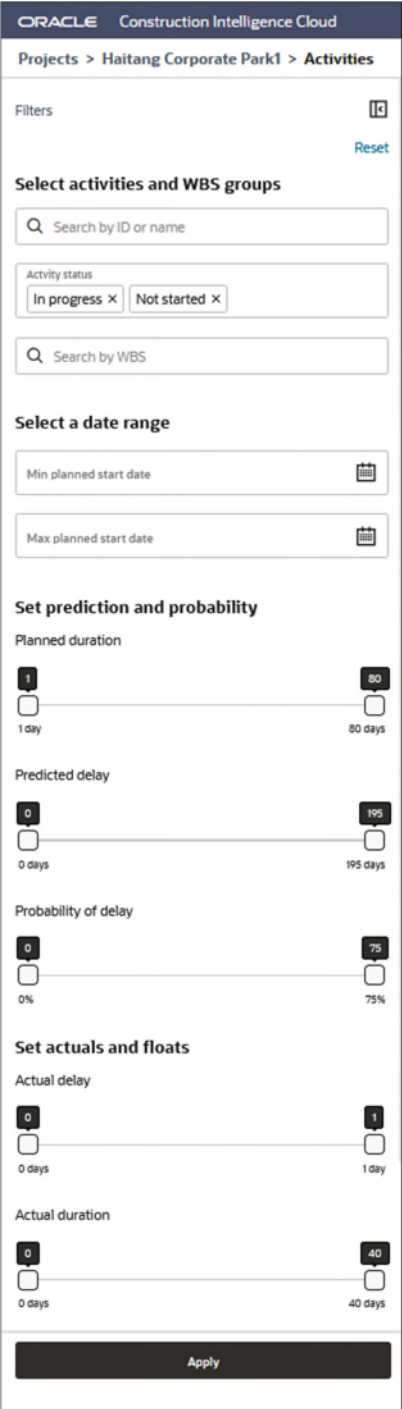 ORACLE Construction Intelligence Cloud
Projects > Haitang Corporate Park1 > Activities
Filters
Reset
Select activities and WBS groups
Search by ID or name
Actvity status
In progress × Not started ×
Search by WBS
Select a date range
Min planned start date
Max planned start date
Set prediction and probability
Planned duration
1 80
1 day 80 days
Predicted delay
0 195
0 days 195 days
Probability of delay
0 75
0% 75%
Set actuals and floats
Actual delay
0 1
0 days 1 day
Actual duration
0 40
0 days 40 days
Apply